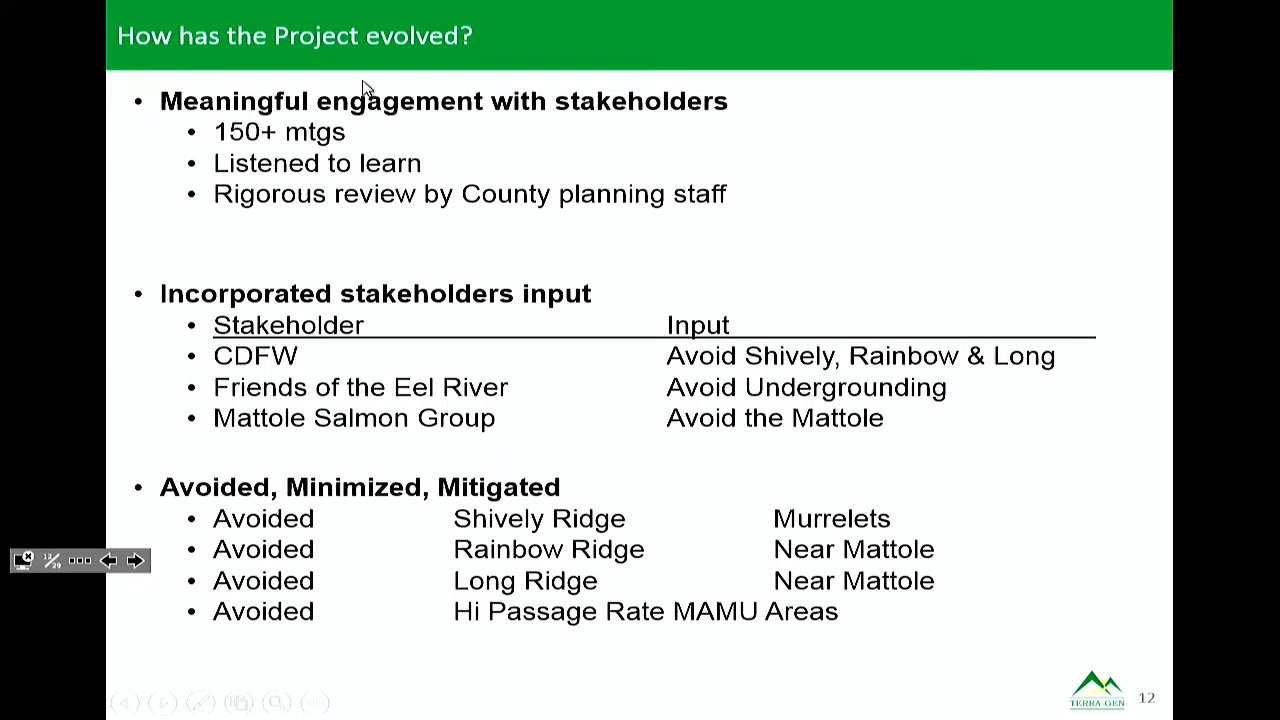 How has the Project evolved?
• Meaningful engagement with stakeholders
• 150+ mtgs
• Listened to learn
• Rigorous review by County planning staff
• Incorporated stakeholders input
• Stakeholder Input
• CDFW Avoid Shively, Rainbow & Long
• Friends of the Eel River Avoid Undergrounding
• Mattole Salmon Group Avoid the Mattole
• Avoided, Minimized, Mitigated
• Avoided Shively Ridge Murrelets
• Avoided Rainbow Ridge Near Mattole
• Avoided Long Ridge Near Mattole
• Avoided Hi Passage Rate MAMU Areas
12/29
TERRA-GEN
12